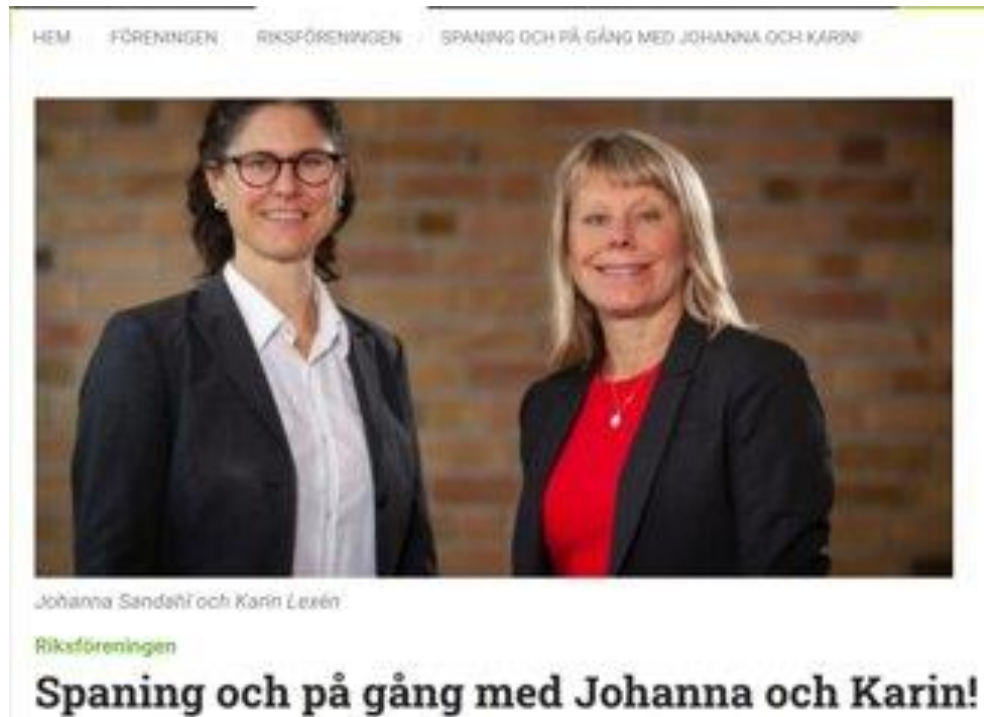 HEM FÖRENINGEN RIKSFÖRENINGEN / SPANING OCH PÅ GÅNG MED JOHANNA OCH KARIN!
Johanna Sandahl och Karin Lexén
Riksföreningen
Spaning och på gång med Johanna och Karin!